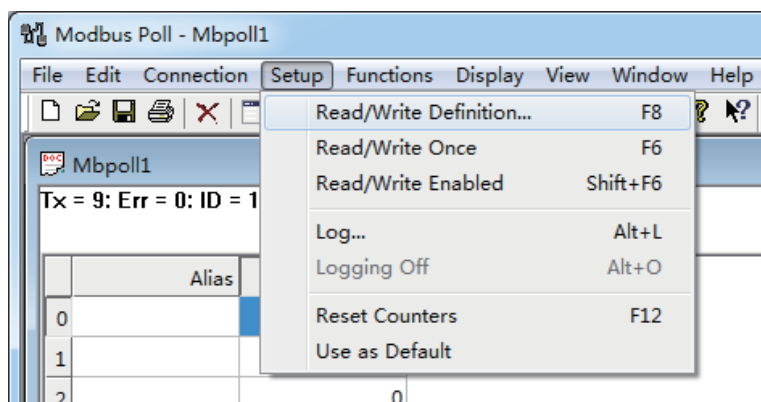 Modbus Poll - Mbpoll1
File Edit Connection Setup Functions Display View Window Help
Read/Write Definition... F8
Read/Write Once F6
Read/Write Enabled Shift+F6
Log... Alt+L
Logging Off Alt+O
Reset Counters F12
Use as Default
Mbpoll1
Tx = 9: Err = 0: ID = 1
Alias
0
1
2 0